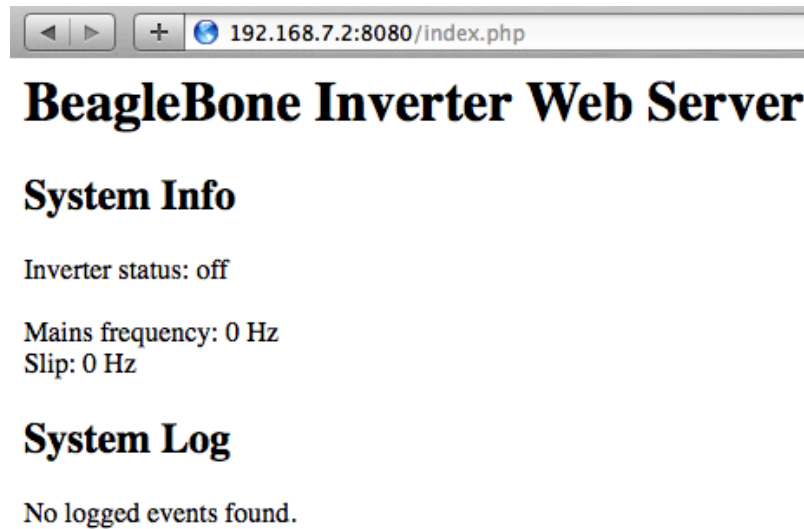 192.168.7.2:8080/index.php
BeagleBone Inverter Web Server
System Info
Inverter status: off
Mains frequency: 0 Hz
Slip: 0 Hz
System Log
No logged events found.